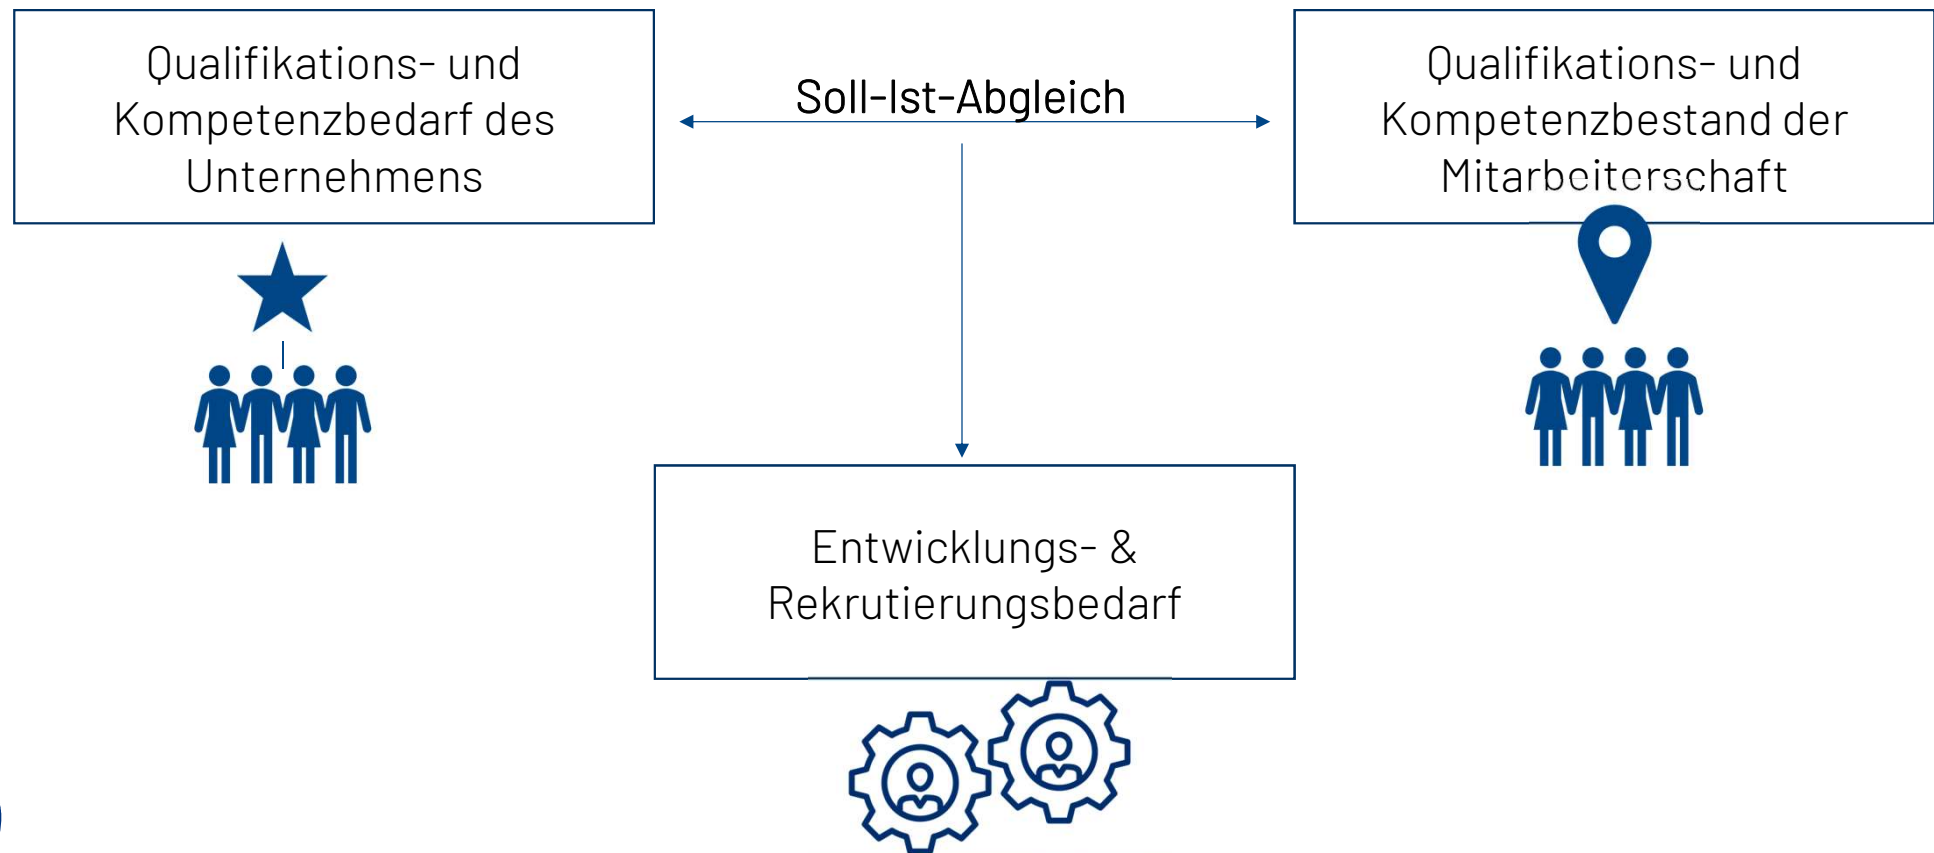 Qualifikations- und
Kompetenzbedarf des
Unternehmens
Soll-Ist-Abgleich
Qualifikations- und
Kompetenzbestand der
Mitarbeiterschaft
Entwicklungs- &
Rekrutierungsbedarf